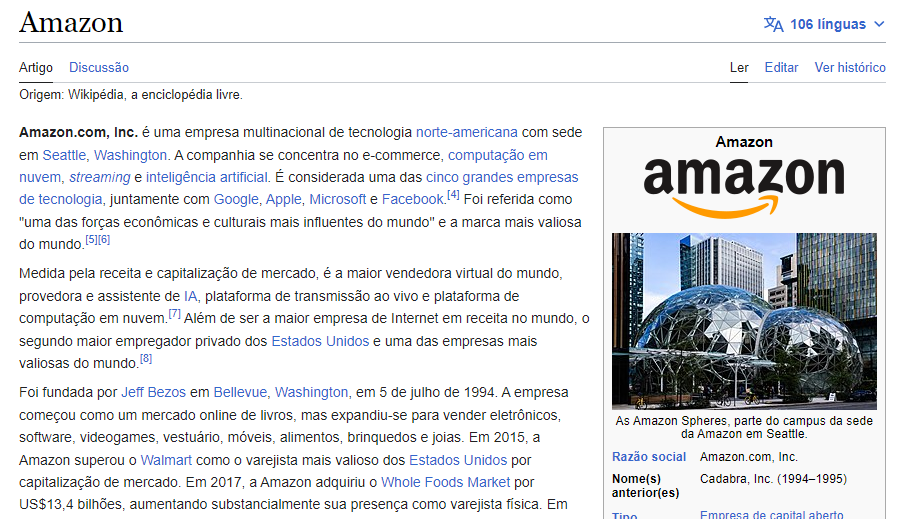 Amazon
106 línguas
Artigo Discussão Ler Editar Ver histórico
Origem: Wikipédia, a enciclopédia livre.
Amazon.com, Inc. é uma empresa multinacional de tecnologia norte-americana com sede
em Seattle, Washington. A companhia se concentra no e-commerce, computação em
nuvem, streaming e inteligência artificial. É considerada uma das cinco grandes empresas
de tecnologia, juntamente com Google, Apple, Microsoft e Facebook.[4] Foi referida como
"uma das forças econômicas e culturais mais influentes do mundo" e a marca mais valiosa
do mundo.[5][6]
Medida pela receita e capitalização de mercado, é a maior vendedora virtual do mundo,
provedora e assistente de IA, plataforma de transmissão ao vivo e plataforma de
computação em nuvem.[7] Além de ser a maior empresa de Internet em receita no mundo, o
segundo maior empregador privado dos Estados Unidos e uma das empresas mais
valiosas do mundo.[8]
Foi fundada por Jeff Bezos em Bellevue, Washington, em 5 de julho de 1994. A empresa
começou como um mercado online de livros, mas expandiu-se para vender eletrônicos,
software, videogames, vestuário, móveis, alimentos, brinquedos e joias. Em 2015, a
Amazon superou o Walmart como o varejista mais valioso dos Estados Unidos por
capitalização de mercado. Em 2017, a Amazon adquiriu o Whole Foods Market por
US$13,4 bilhões, aumentando substancialmente sua presença como varejista física. Em
Amazon
amazon
As Amazon Spheres, parte do campus da sede
da Amazon em Seattle.
Razão social Amazon.com, Inc.
Nome(s) Cadabra, Inc. (1994–1995)
anterior(es)
Tipo Empresa de capital aberto